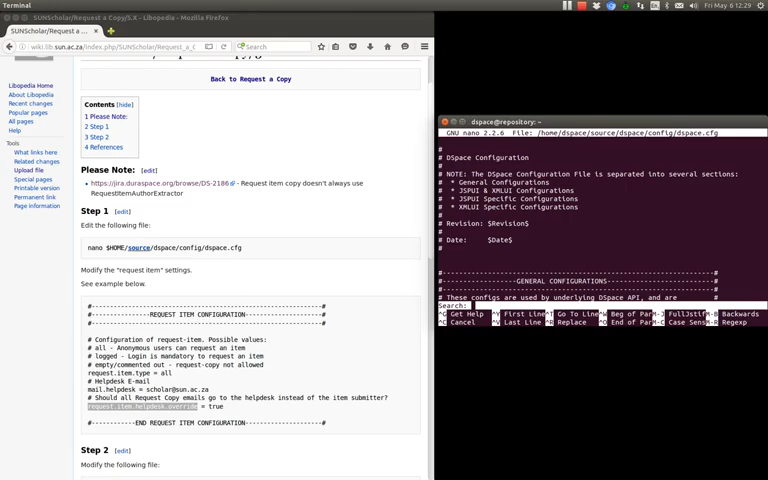 Terminal
Fri May 6 12:29
SUNScholar/Request a Copy/5.X - Libopedia - Mozilla Firefox
SUNScholar/Request a ...
wiki.lib.sun.ac.za/index.php/SUNScholar/Request_a_C
Search
Back to Request a Copy
Libopedia Home
About Libopedia
Recent changes
Popular pages
All pages
Help
Tools
What links here
Related changes
Upload file
Special pages
Printable version
Permanent link
Page information
Contents [hide]
1 Please Note:
2 Step 1
3 Step 2
4 References
Please Note: [edit]
https://jira.duraspace.org/browse/DS-2186 - Request item copy doesn't always use
RequestItemAuthorExtractor
Step 1 [edit]
Edit the following file:
nano $HOME/source/dspace/config/dspace.cfg
Modify the "request item" settings.
See example below.
#---------------------------------------------------------------#
#---------------REQUEST ITEM CONFIGURATION----------------------#
#---------------------------------------------------------------#
# Configuration of request-item. Possible values:
# all - Anonymous users can request an item
# logged - Login is mandatory to request an item
# empty/commented out - request-copy not allowed
request.item.type = all
# Helpdesk E-mail
mail.helpdesk = scholar@sun.ac.za
# Should all Request Copy emails go to the helpdesk instead of the item submitter?
request.item.helpdesk.override = true
#------------END REQUEST ITEM CONFIGURATION---------------------#
Step 2 [edit]
Modify the following file:
dspace@repository: ~
GNU nano 2.2.6 File: /home/dspace/source/dspace/config/dspace.cfg
#
# DSpace Configuration
#
# NOTE: The DSpace Configuration File is separated into several sections:
# * General Configurations
# * JSPUI & XMLUI Configurations
# * JSPUI Specific Configurations
# * XMLUI Specific Configurations
#
# Revision: $Revision$
#
# Date: $Date$
#
#---------------------------------------------------------------#
#------------------GENERAL CONFIGURATIONS-----------------------#
#---------------------------------------------------------------#
# These configs are used by underlying DSpace API, and are
Search:
^G Get Help ^Y First Line ^T Go To Line ^W Beg of Par M-J FullJstif M-B Backwards
^C Cancel ^V Last Line ^R Replace ^O End of Par M-C Case Sens M-R Regexp